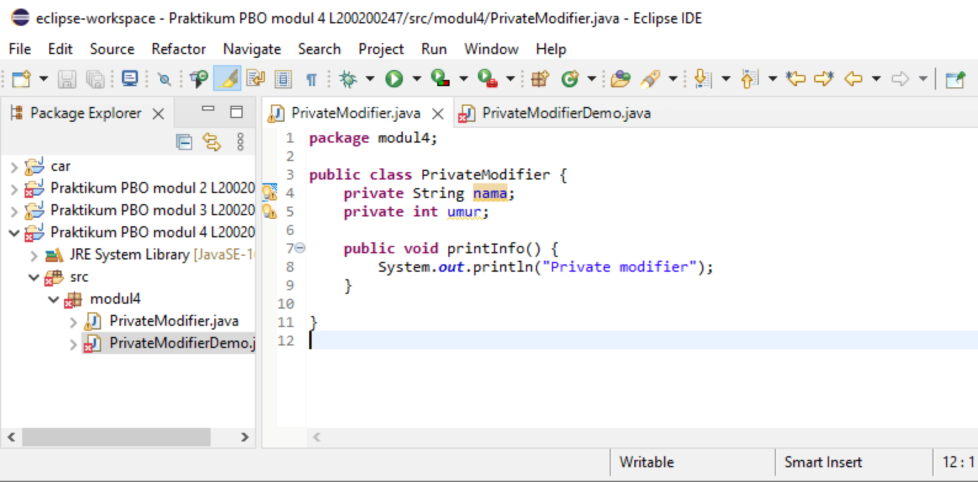 eclipse-workspace - Praktikum PBO modul 4 L200200247/src/modul4/PrivateModifier.java - Eclipse IDE
File Edit Source Refactor Navigate Search Project Run Window Help
Package Explorer
car
Praktikum PBO modul 2 L20020
Praktikum PBO modul 3 L20020
Praktikum PBO modul 4 L20020
JRE System Library [JavaSE-1
src
modul4
PrivateModifier.java
PrivateModifierDemo.j
PrivateModifier.java PrivateModifierDemo.java
1 package modul4;
2
3 public class PrivateModifier {
4 private String nama;
5 private int umur;
6
7 public void printInfo() {
8 System.out.println("Private modifier");
9 }
10
11 }
12
Writable Smart Insert 12 : 1